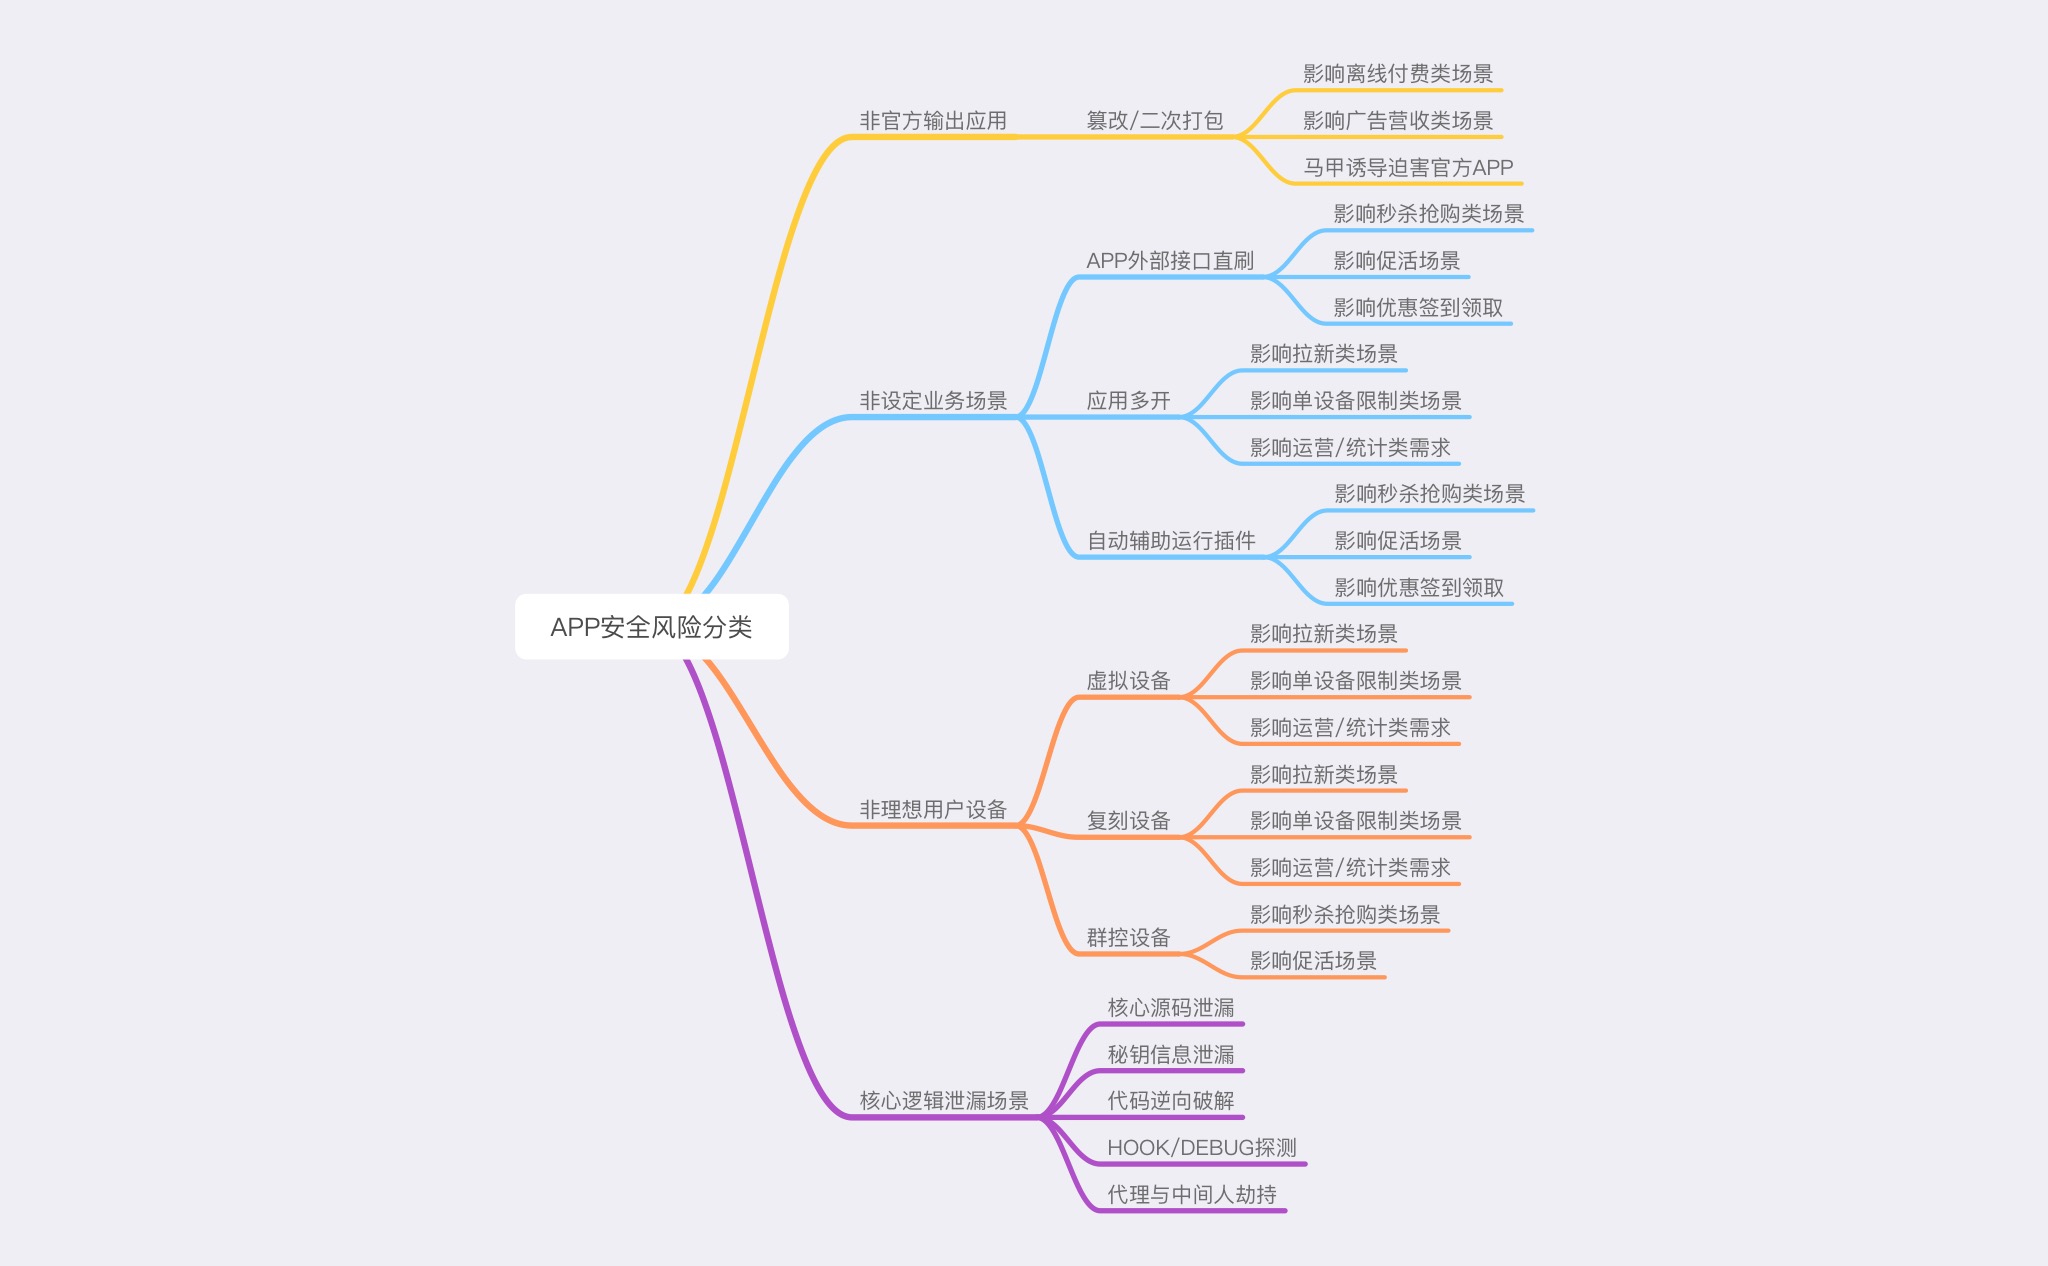 APP安全风险分类
非官方输出应用
篡改/二次打包
影响离线付费类场景
影响广告营收类场景
马甲诱导迫害官方APP
非设定业务场景
APP外部接口直刷
影响秒杀抢购类场景
影响促活场景
影响优惠签到领取
应用多开
影响拉新类场景
影响单设备限制类场景
影响运营/统计类需求
自动辅助运行插件
影响秒杀抢购类场景
影响促活场景
影响优惠签到领取
非理想用户设备
虚拟设备
影响拉新类场景
影响单设备限制类场景
影响运营/统计类需求
复刻设备
影响拉新类场景
影响单设备限制类场景
影响运营/统计类需求
群控设备
影响秒杀抢购类场景
影响促活场景
核心逻辑泄漏场景
核心源码泄漏
秘钥信息泄漏
代码逆向破解
HOOK/DEBUG探测
代理与中间人劫持